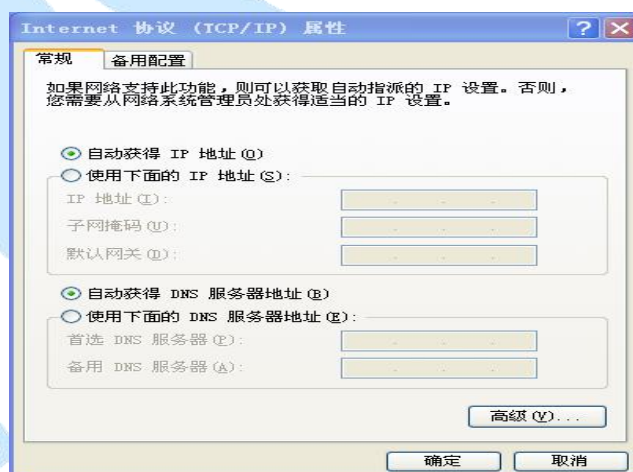 Internet 协议 (TCP/IP) 属性
常规 备用配置
如果网络支持此功能，则可以获取自动指派的 IP 设置。否则，
您需要从网络系统管理员处获得适当的 IP 设置。
自动获得 IP 地址(O)
使用下面的 IP 地址(S):
IP 地址(I):
子网掩码(U):
默认网关(D):
自动获得 DNS 服务器地址(B)
使用下面的 DNS 服务器地址(E):
首选 DNS 服务器(P):
备用 DNS 服务器(A):
高级(V)...
确定 取消